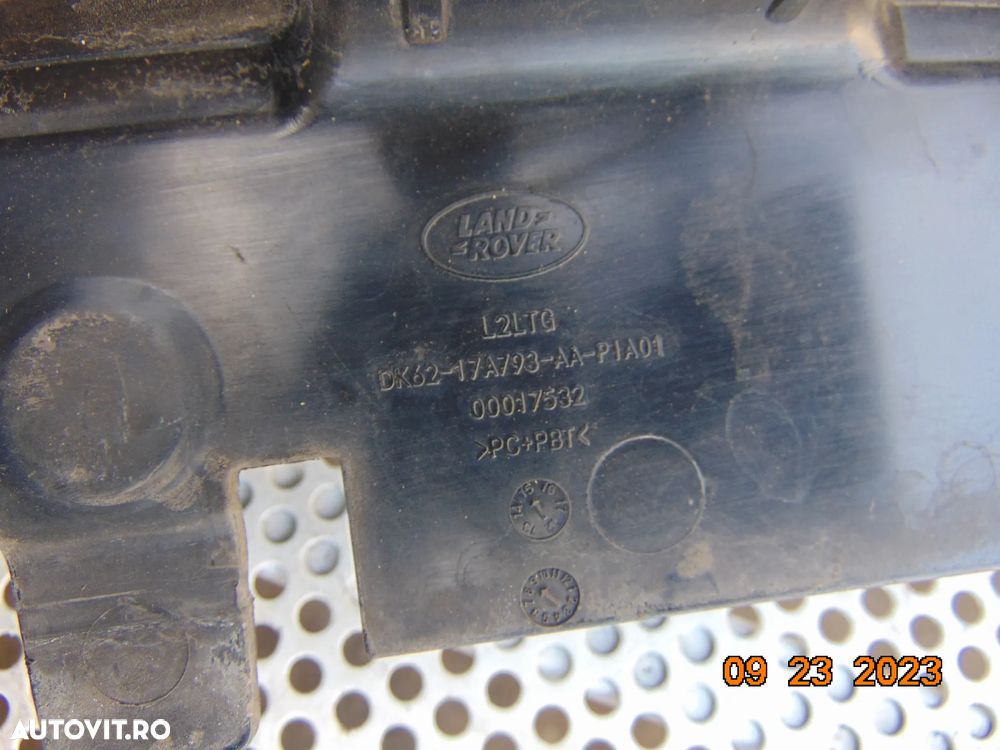 LAND
ROVER
L2LTG
DK62-17A793-AA-P1A01
00017532
>PC+PBT<
09 23 2023
AUTOVIT.RO